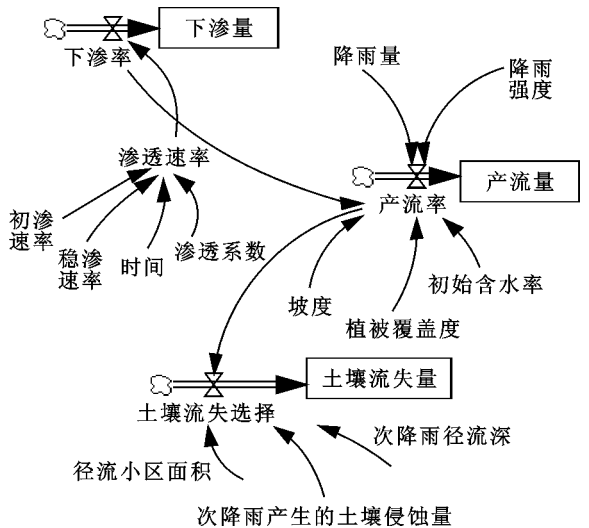 下渗量
下渗率
降雨量
降雨
强度
渗透速率
产流量
产流率
初渗
速率
稳渗
速率
时间
渗透系数
坡度
植被覆盖度
初始含水率
土壤流失量
土壤流失选择
次降雨径流深
径流小区面积
次降雨产生的土壤侵蚀量